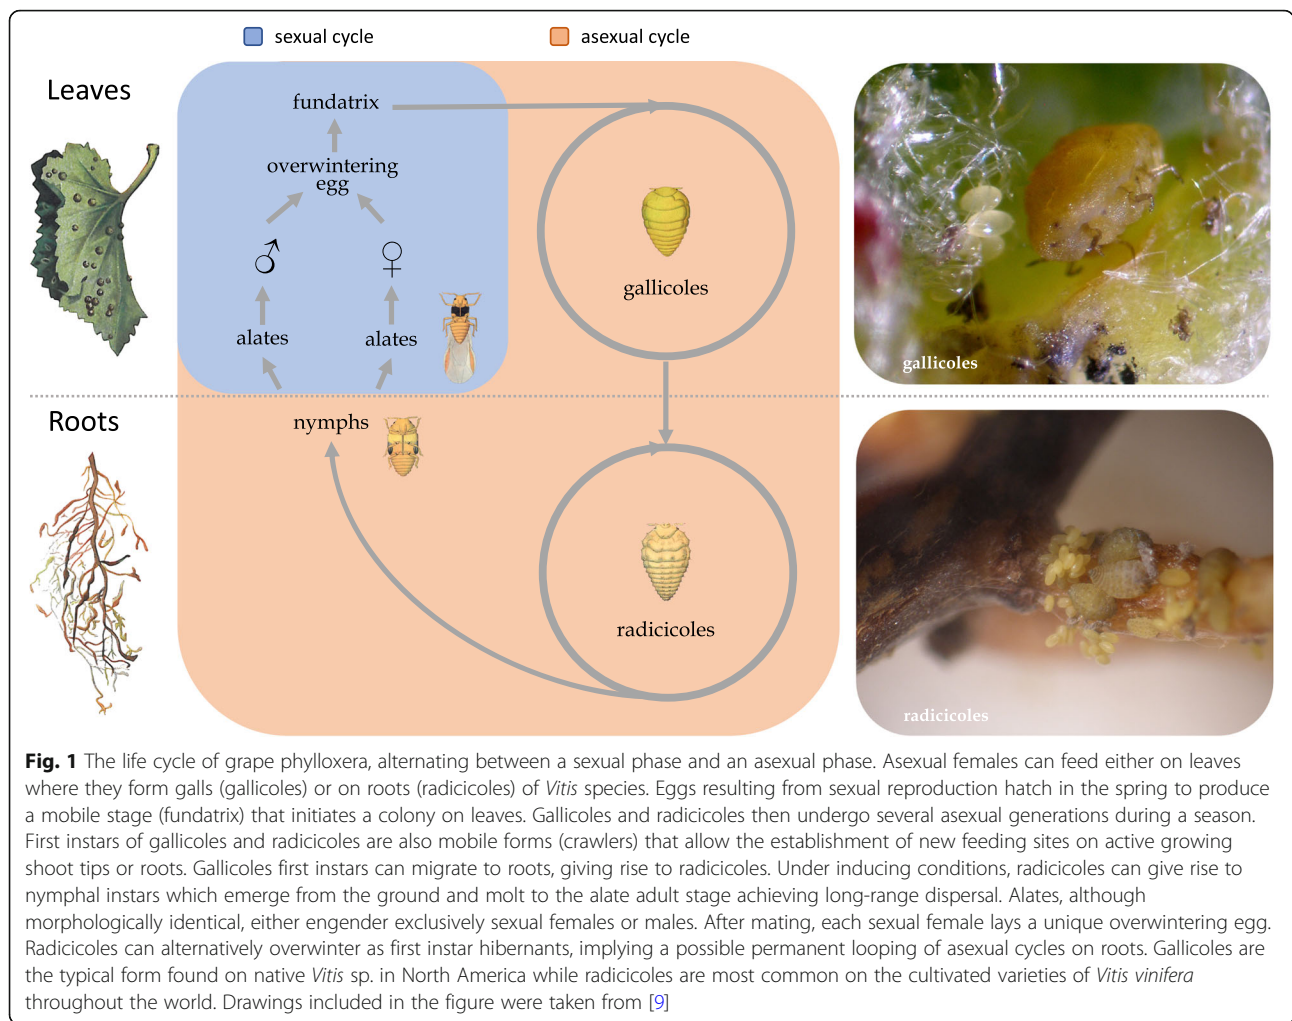 sexual cycle
asexual cycle
Leaves
fundatrix
overwintering
egg
♂
♀
alates
alates
gallicoles
gallicoles
Roots
nymphs
radicicoles
radicicoles
Fig. 1 The life cycle of grape phylloxera, alternating between a sexual phase and an asexual phase. Asexual females can feed either on leaves
where they form galls (gallicoles) or on roots (radicicoles) of Vitis species. Eggs resulting from sexual reproduction hatch in the spring to produce
a mobile stage (fundatrix) that initiates a colony on leaves. Gallicoles and radicicoles then undergo several asexual generations during a season.
First instars of gallicoles and radicicoles are also mobile forms (crawlers) that allow the establishment of new feeding sites on active growing
shoot tips or roots. Gallicoles first instars can migrate to roots, giving rise to radicicoles. Under inducing conditions, radicicoles can give rise to
nymphal instars which emerge from the ground and molt to the alate adult stage achieving long-range dispersal. Alates, although
morphologically identical, either engender exclusively sexual females or males. After mating, each sexual female lays a unique overwintering egg.
Radicicoles can alternatively overwinter as first instar hibernants, implying a possible permanent looping of asexual cycles on roots. Gallicoles are
the typical form found on native Vitis sp. in North America while radicicoles are most common on the cultivated varieties of Vitis vinifera
throughout the world. Drawings included in the figure were taken from [9]